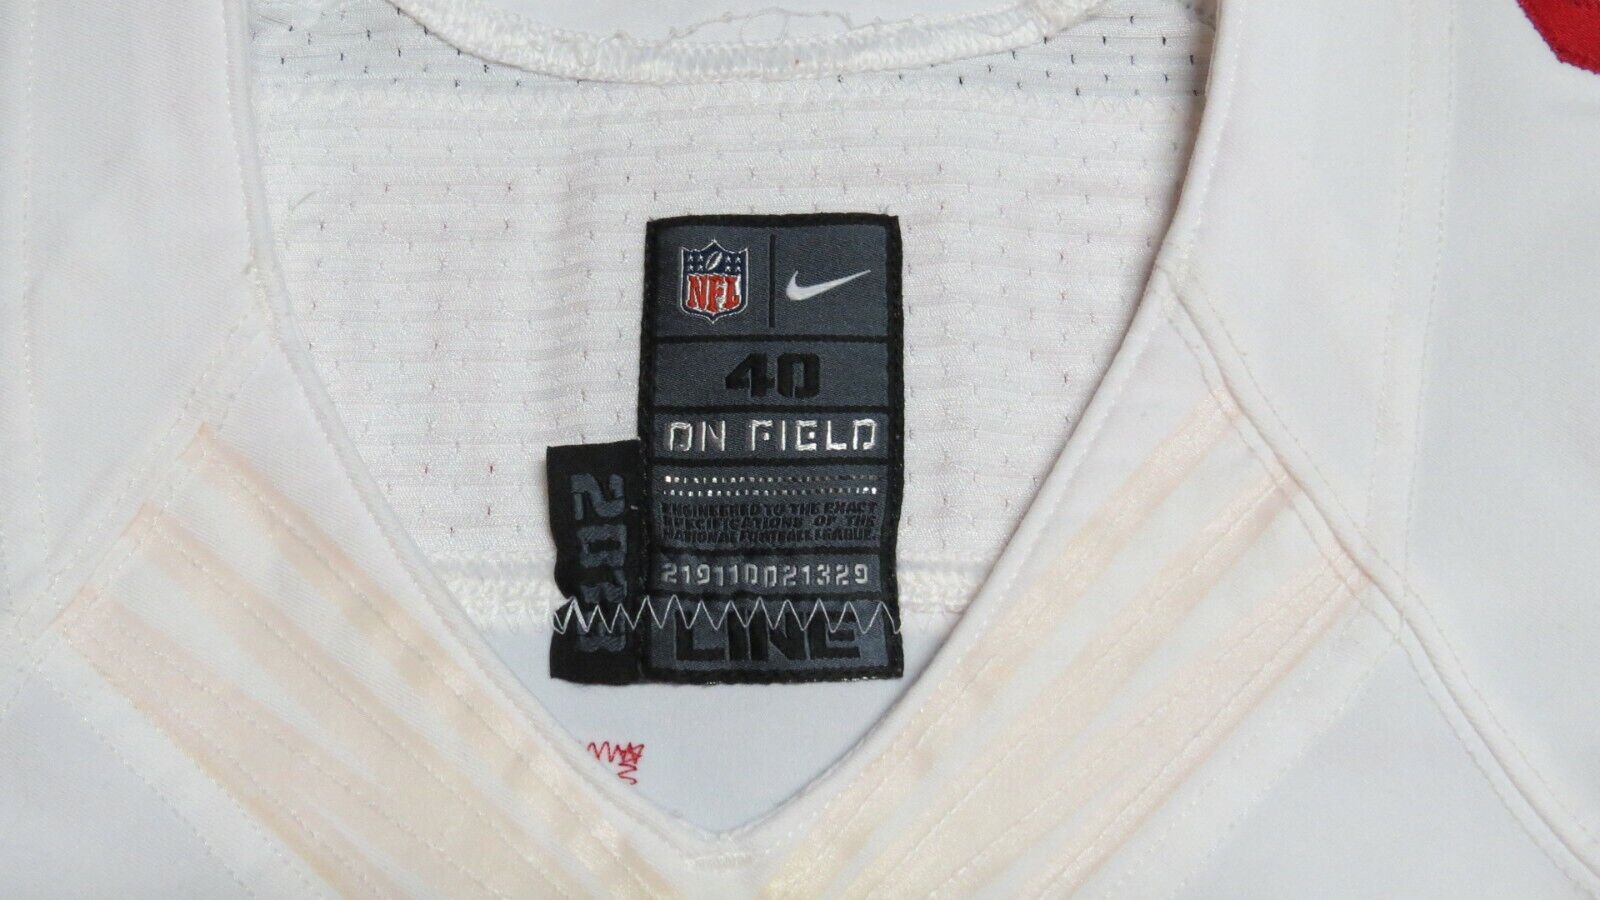 NFL
40
ON FIELD
ENGINEERED TO THE EXACT
SPECIFICATIONS OF THE
NATIONAL FOOTBALL LEAGUE.
219110021329
LINE